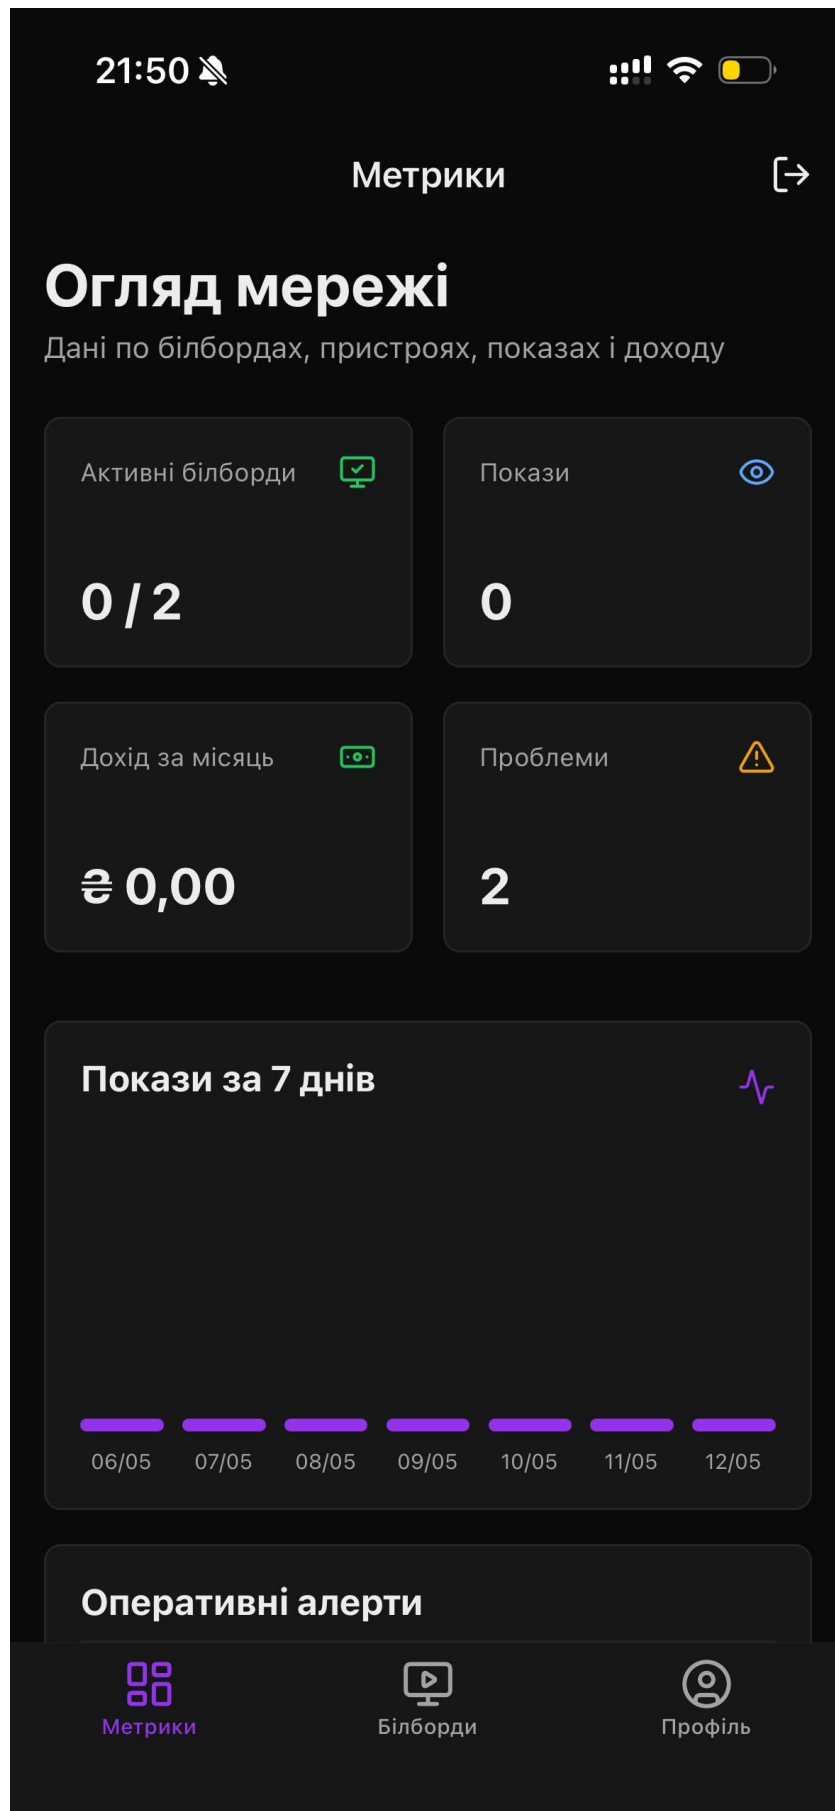 21:50
Метрики
Огляд мережі
Дані по білбордах, пристроях, показах і доходу
Активні білборди
Покази
0 / 2
0
Дохід за місяць
Проблеми
₴ 0,00
2
Покази за 7 днів
06/05 07/05 08/05 09/05 10/05 11/05 12/05
Оперативні алерти
Метрики Білборди Профіль